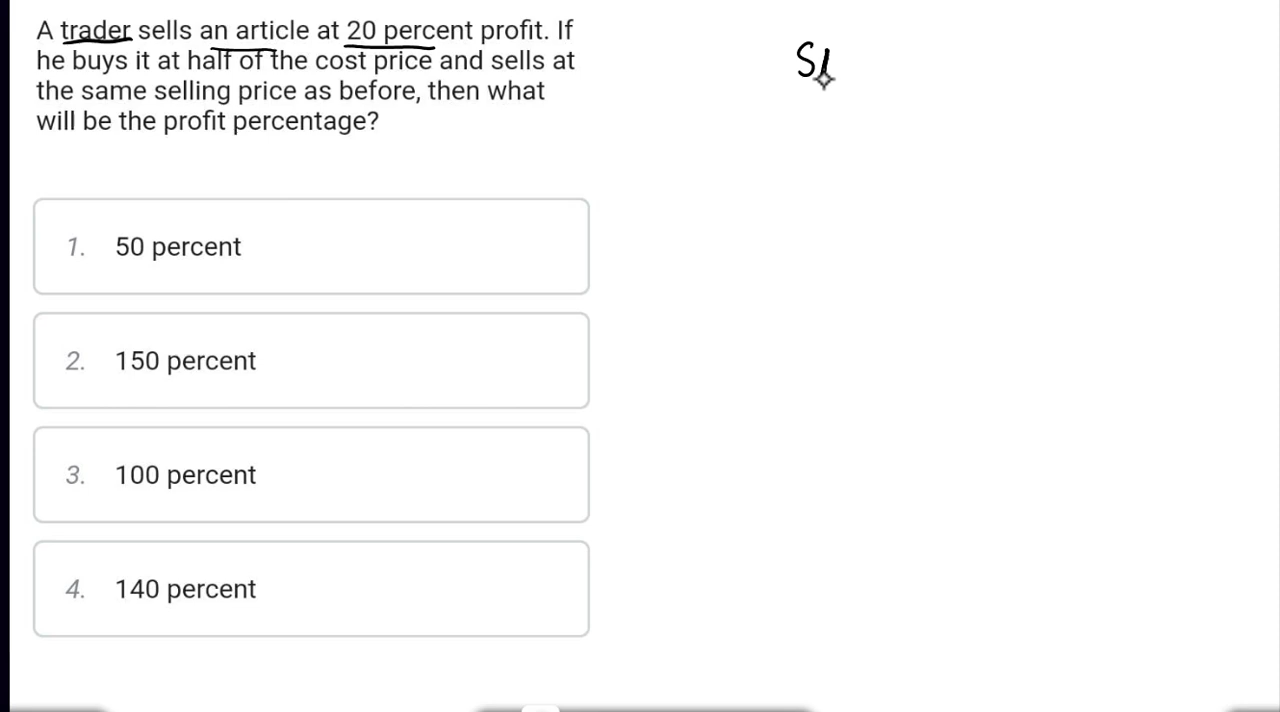 A trader sells an article at 20 percent profit. If
he buys it at half of the cost price and sells at
the same selling price as before, then what
will be the profit percentage?
1. 50 percent
2. 150 percent
3. 100 percent
4. 140 percent